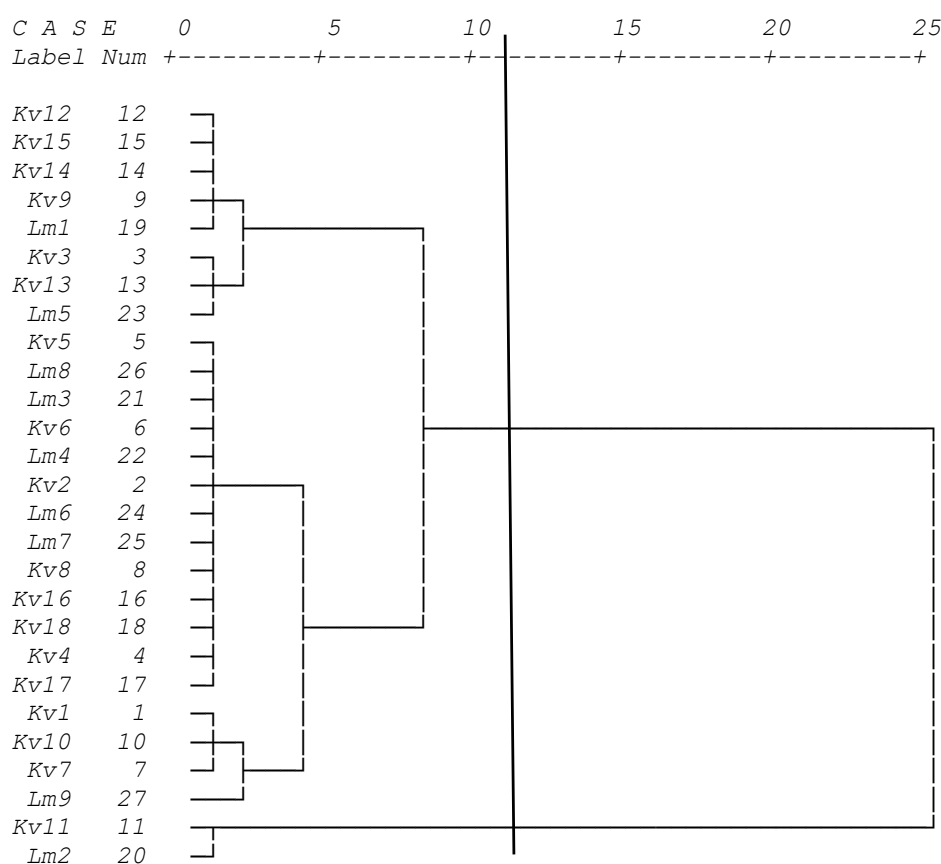 C A S E 0 5 10 15 20 25
Label Num +---------+---------+---------+---------+---------+
Kv12 12
Kv15 15
Kv14 14
Kv9 9
Lm1 19
Kv3 3
Kv13 13
Lm5 23
Kv5 5
Lm8 26
Lm3 21
Kv6 6
Lm4 22
Kv2 2
Lm6 24
Lm7 25
Kv8 8
Kv16 16
Kv18 18
Kv4 4
Kv17 17
Kv1 1
Kv10 10
Kv7 7
Lm9 27
Kv11 11
Lm2 20